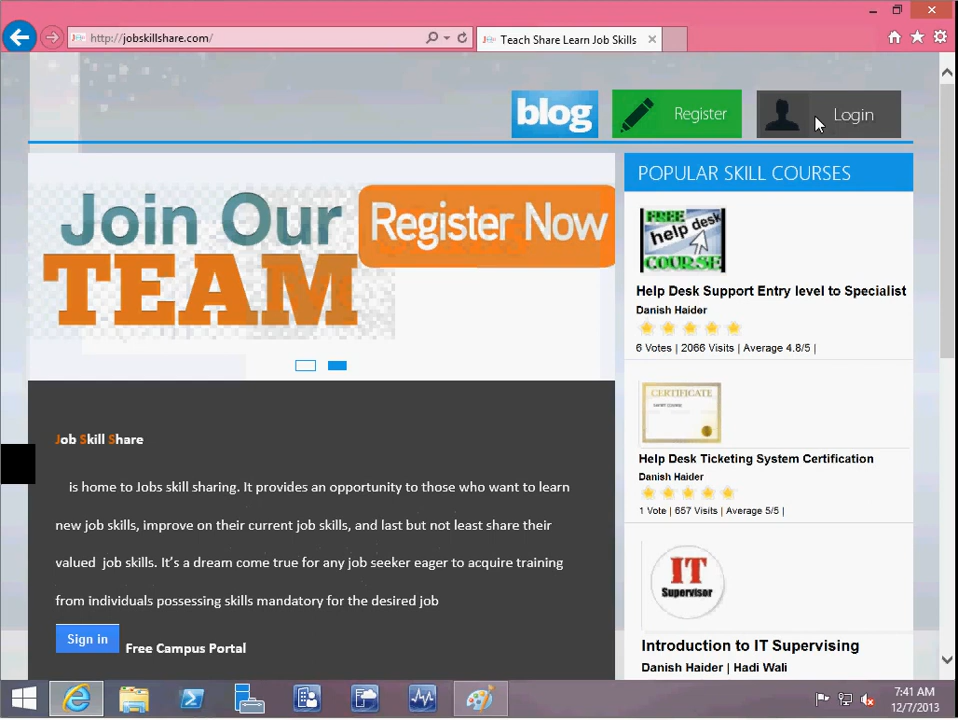 http://jobskillshare.com/
Teach Share Learn Job Skills
blog
Register
Login
Join Our
TEAM
Register Now
POPULAR SKILL COURSES
FREE
help desk
COURSE
Help Desk Support Entry level to Specialist
Danish Haider
6 Votes | 2066 Visits | Average 4.8/5 |
CERTIFICATE
Help Desk Ticketing System Certification
Danish Haider
1 Vote | 657 Visits | Average 5/5 |
IT
Supervisor
Introduction to IT Supervising
Danish Haider | Hadi Wali
Job Skill Share
is home to Jobs skill sharing. It provides an opportunity to those who want to learn
new job skills, improve on their current job skills, and last but not least share their
valued job skills. It's a dream come true for any job seeker eager to acquire training
from individuals possessing skills mandatory for the desired job
Sign in
Free Campus Portal
7:41 AM
12/7/2013